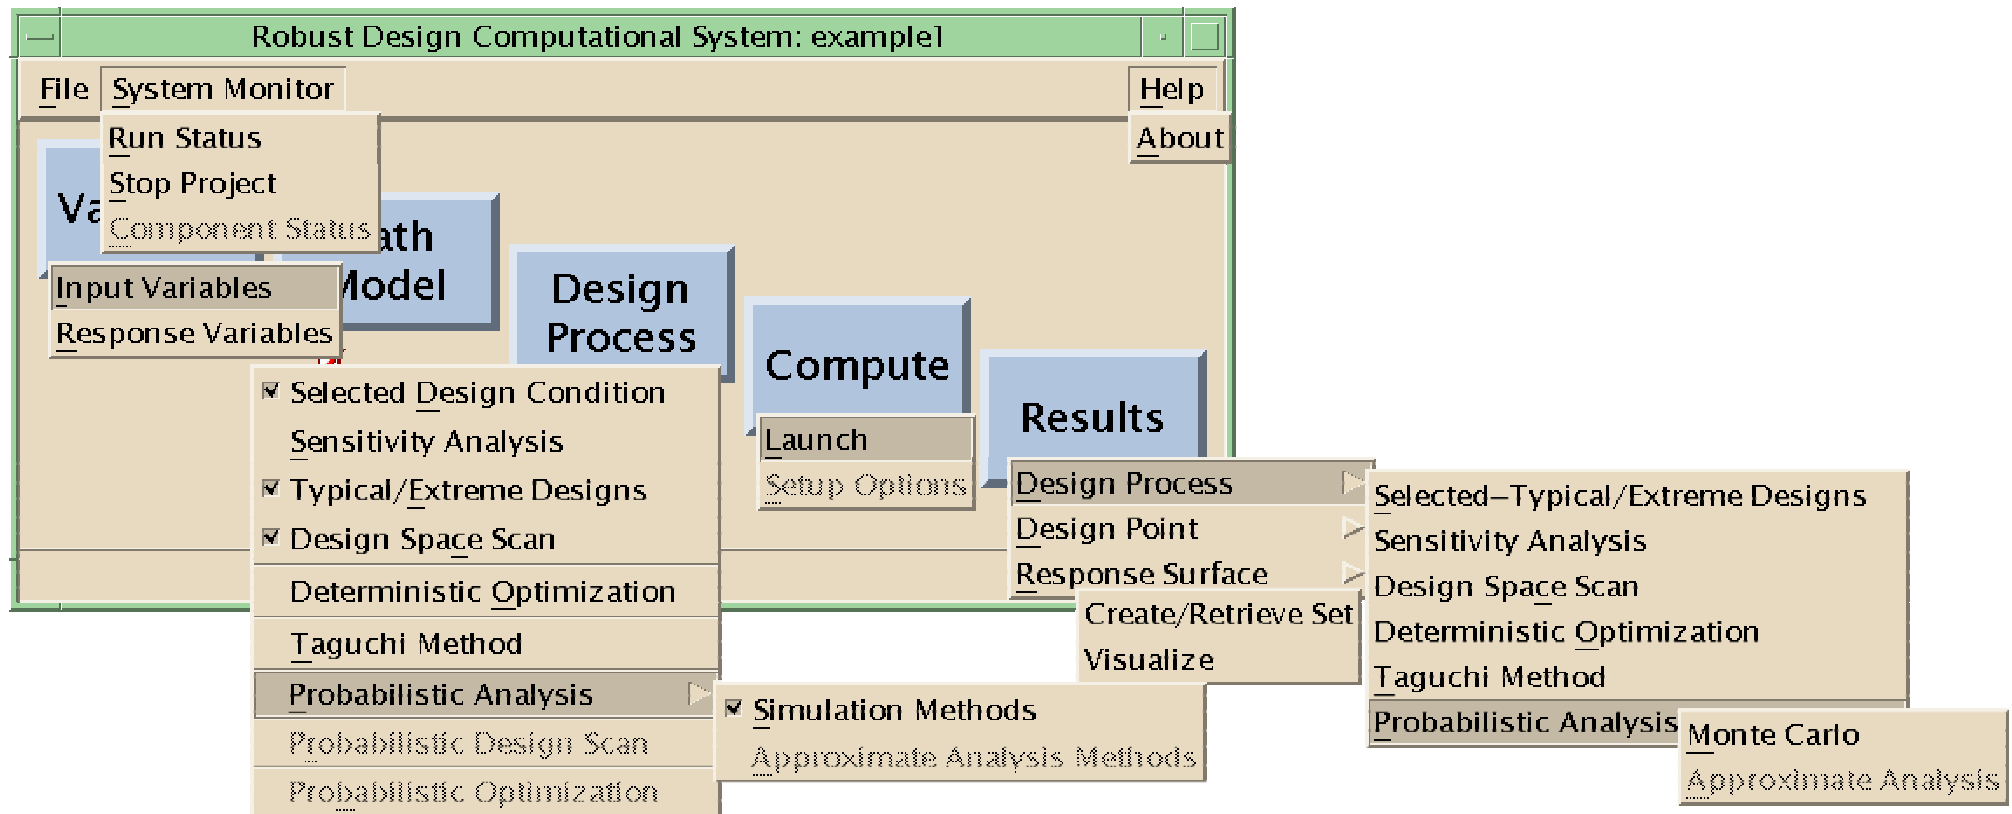 Robust Design Computational System: example1
File System Monitor Help
Run Status
Stop Project
Component Status
About
Input Variables
Response Variables
Model
Design
Process
Compute
Results
Selected Design Condition
Sensitivity Analysis
Typical/Extreme Designs
Design Space Scan
Deterministic Optimization
Taguchi Method
Probabilistic Analysis
Probabilistic Design Scan
Probabilistic Optimization
Simulation Methods
Approximate Analysis Methods
Launch
Setup Options
Design Process
Design Point
Response Surface
Create/Retrieve Set
Visualize
Selected-Typical/Extreme Designs
Sensitivity Analysis
Design Space Scan
Deterministic Optimization
Taguchi Method
Probabilistic Analysis
Monte Carlo
Approximate Analysis